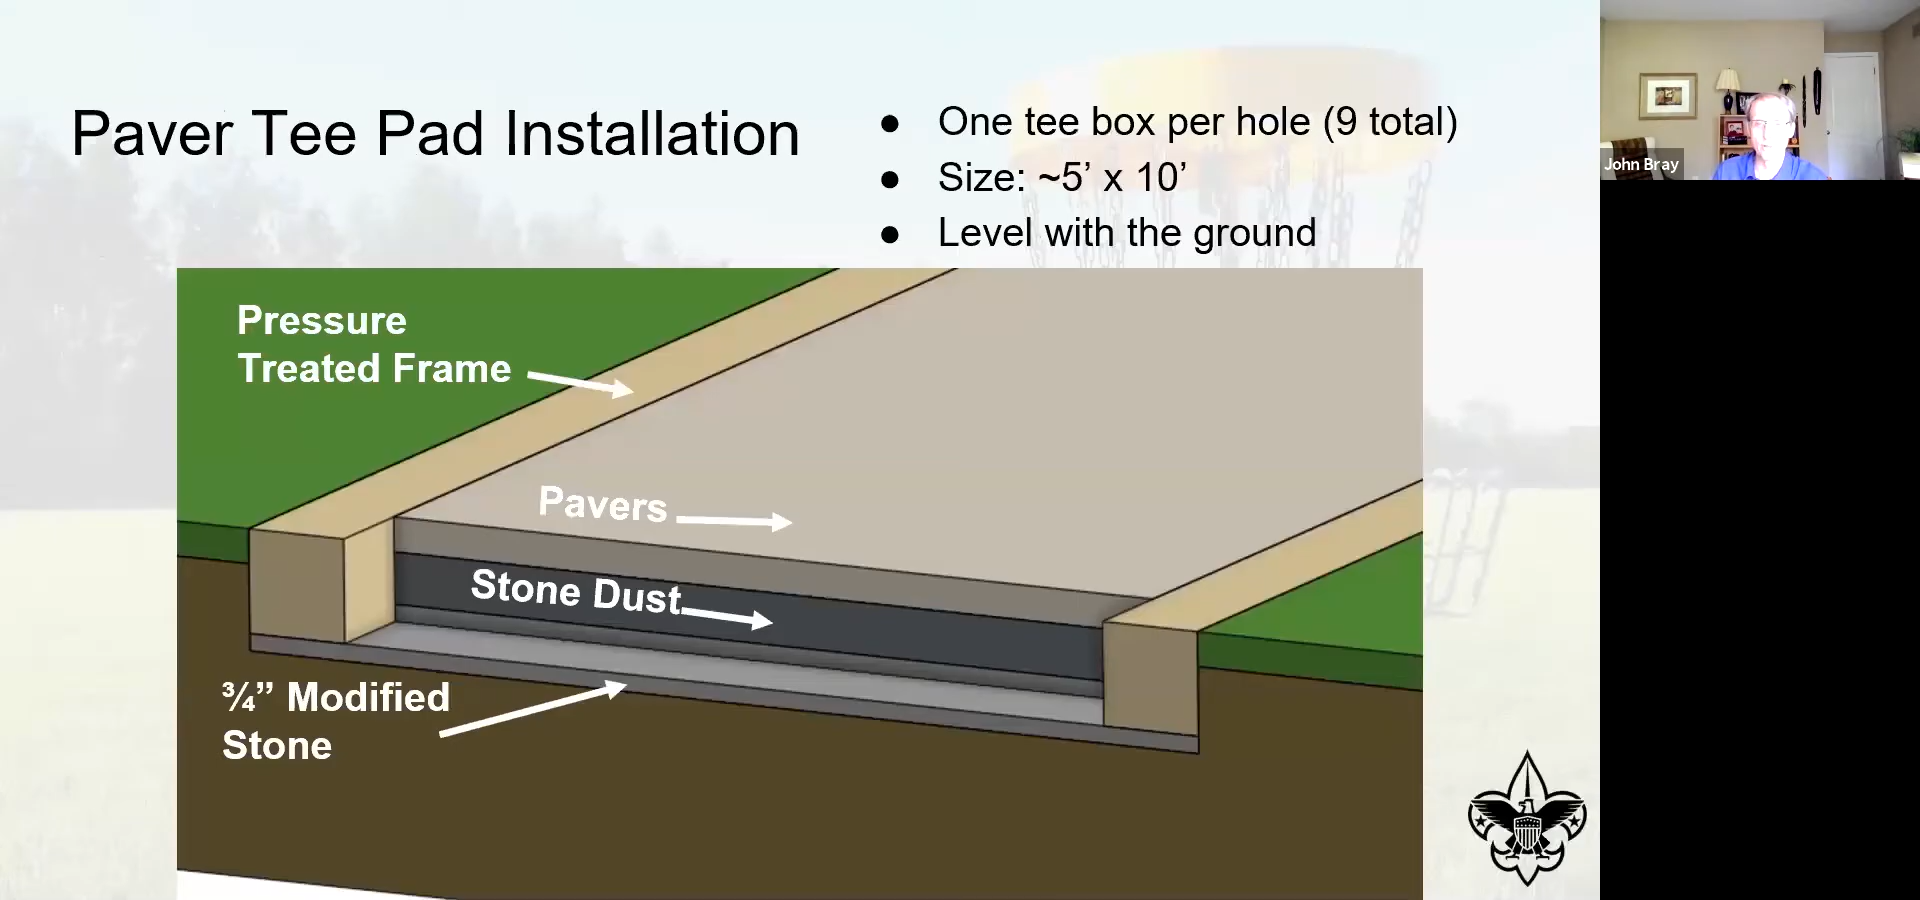 Paver Tee Pad Installation
● One tee box per hole (9 total)
● Size: ~5’ x 10’
● Level with the ground
John Bray
Pressure
Treated Frame
Pavers
Stone Dust
¾” Modified
Stone